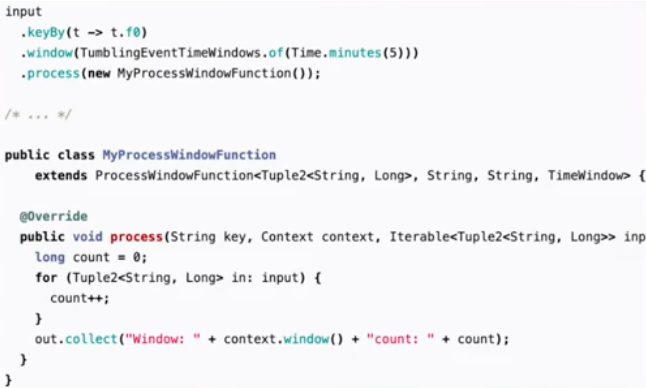 input
  .keyBy(t -> t.f0)
  .window(TumblingEventTimeWindows.of(Time.minutes(5)))
  .process(new MyProcessWindowFunction());

/* ... */

public class MyProcessWindowFunction
    extends ProcessWindowFunction<Tuple2<String, Long>, String, String, TimeWindow> {

  @Override
  public void process(String key, Context context, Iterable<Tuple2<String, Long>> inp
    long count = 0;
    for (Tuple2<String, Long> in: input) {
      count++;
    }
    out.collect("Window: " + context.window() + "count: " + count);
  }
}